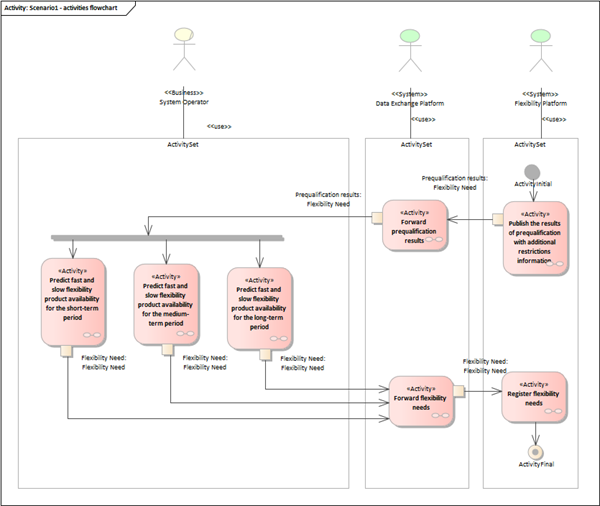 Activity: Scenario1 - activities flowchart
<<Business>>
System Operator
<<System>>
Data Exchange Platform
<<System>>
Flexibility Platform
<<use>>
<<use>>
<<use>>
ActivitySet
ActivitySet
ActivitySet
ActivityInitial
Prequalification results:
Flexibility Need
Prequalification results:
Flexibility Need
«Activity»
Publish the results
of prequalification
with additional
restrictions
information
«Activity»
Forward
prequalification
results
«Activity»
Predict fast and
slow flexibility
product availability
for the short-term
period
«Activity»
Predict fast and
slow flexibility
product availability
for the medium-
term period
«Activity»
Predict fast and
slow flexibility
product availability
for the long-term
period
Flexibility Need:
Flexibility Need
Flexibility Need:
Flexibility Need
Flexibility Need:
Flexibility Need
«Activity»
Forward flexibility
needs
Flexibility Need:
Flexibility Need
«Activity»
Register flexibility
needs
ActivityFinal